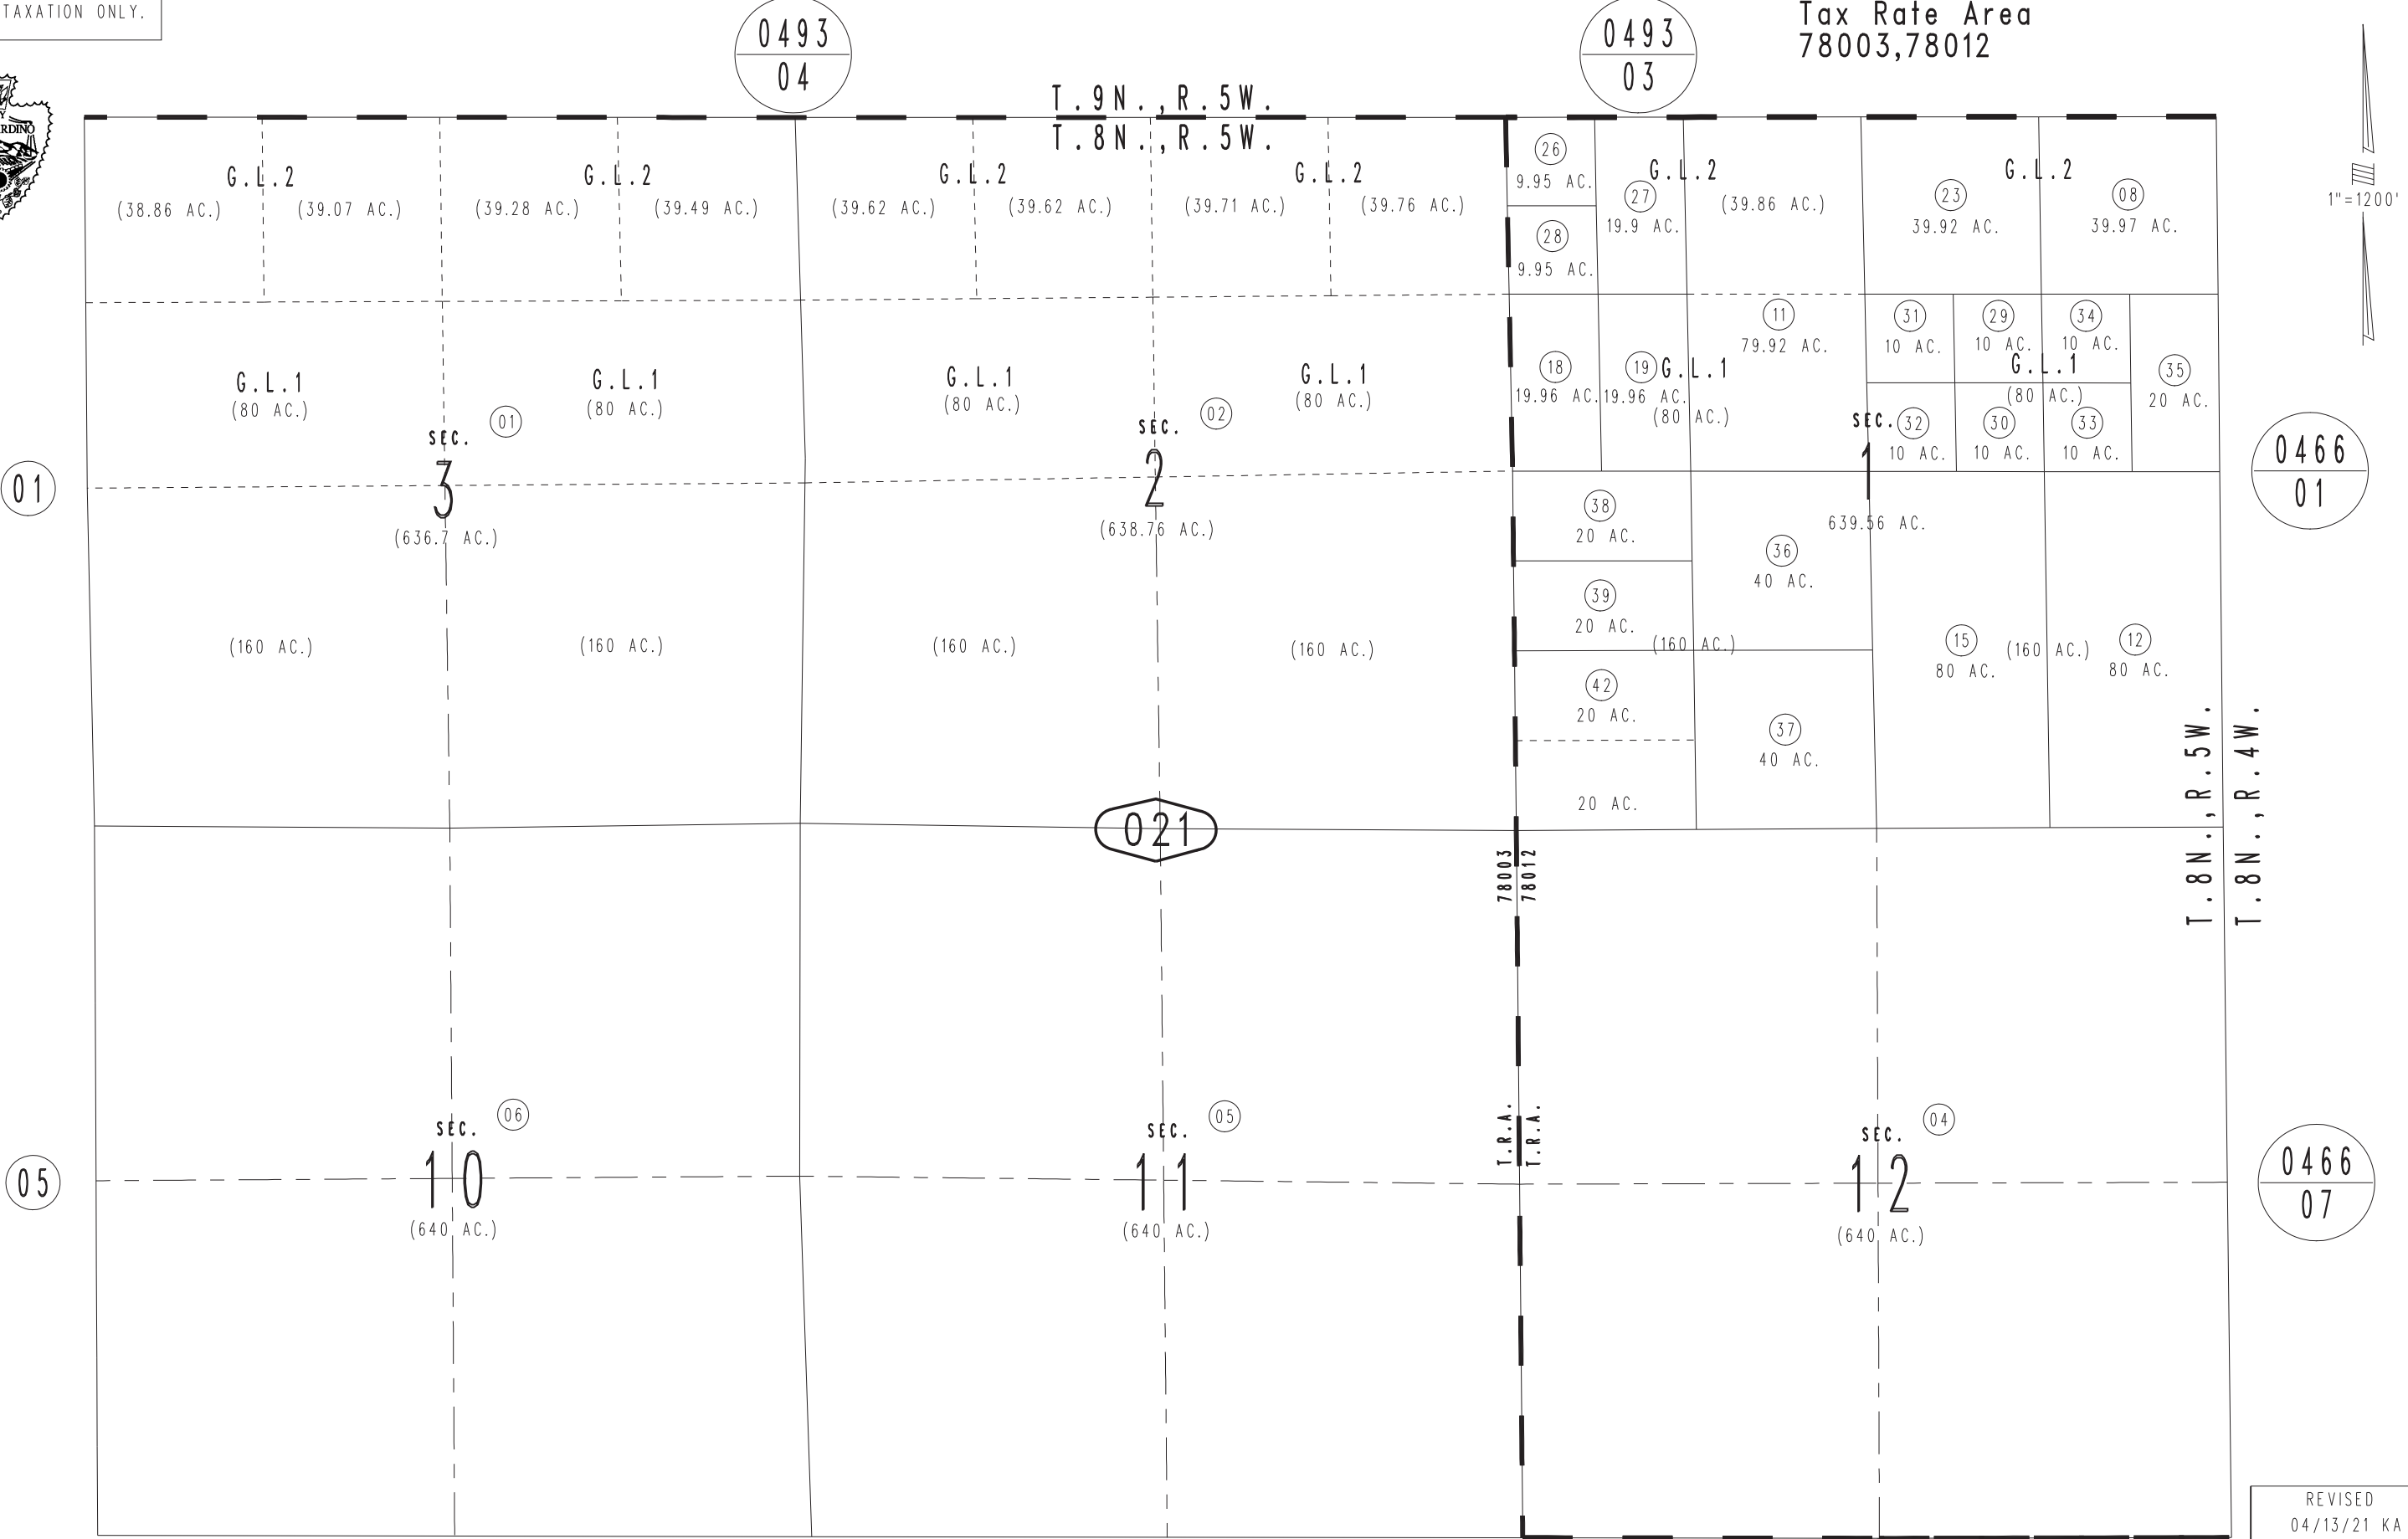 TAXATION ONLY.
0493
04
0493
03
Tax Rate Area
78003,78012
RDINO
T.9N.,R.5W.
T.8N.,R.5W.
1"=1200'
G.L.2
(38.86 AC.)
(39.07 AC.)
G.L.2
(39.28 AC.)
(39.49 AC.)
G.L.2
(39.62 AC.)
(39.62 AC.)
G.L.2
(39.71 AC.)
(39.76 AC.)
26
9.95 AC.
28
9.95 AC.
27
19.9 AC.
G.L.2
(39.86 AC.)
23
39.92 AC.
G.L.2
08
39.97 AC.
G.L.1
(80 AC.)
01
G.L.1
(80 AC.)
SEC.
3
(636.7 AC.)
G.L.1
(80 AC.)
02
G.L.1
(80 AC.)
SEC.
2
(638.76 AC.)
18
19.96 AC.
19
19.96 AC.
G.L.1
(80 AC.)
11
79.92 AC.
31
10 AC.
29
10 AC.
34
10 AC.
G.L.1
(80 AC.)
35
20 AC.
32
10 AC.
30
10 AC.
33
10 AC.
SEC.
1
639.56 AC.
01
0466
01
38
20 AC.
36
40 AC.
39
20 AC.
(160 AC.)
(160 AC.)
(160 AC.)
(160 AC.)
(160 AC.)
15
80 AC.
(160 AC.)
12
80 AC.
42
20 AC.
37
40 AC.
20 AC.
T.8N.,R.5W.
T.8N.,R.4W.
021
78003
78012
T.R.A.
T.R.A.
SEC.
06
10
(640 AC.)
SEC.
05
11
(640 AC.)
SEC.
04
12
(640 AC.)
05
0466
07
REVISED
04/13/21 KA